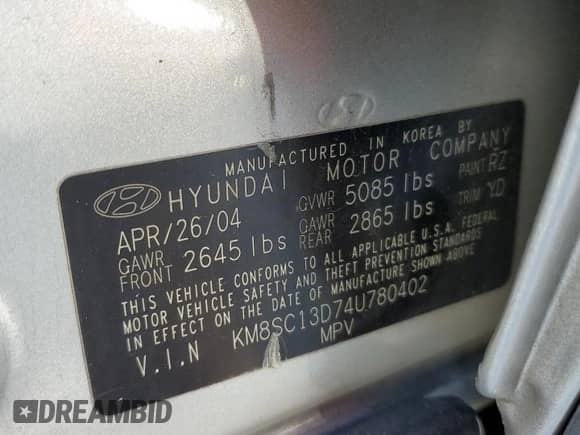 MANUFACTURED IN KOREA BY
HYUNDAI MOTOR COMPANY
APR/26/04 GVWR 5085 lbs PAINT RZ
GAWR FRONT 2645 lbs GAWR REAR 2865 lbs TRIM YD
THIS VEHICLE CONFORMS TO ALL APPLICABLE U.S.A. FEDERAL
MOTOR VEHICLE SAFETY AND THEFT PREVENTION STANDARDS
IN EFFECT ON THE DATE OF MANUFACTURE SHOWN ABOVE
V.I.N KM8SC13D74U780402
MPV
DREAMBID